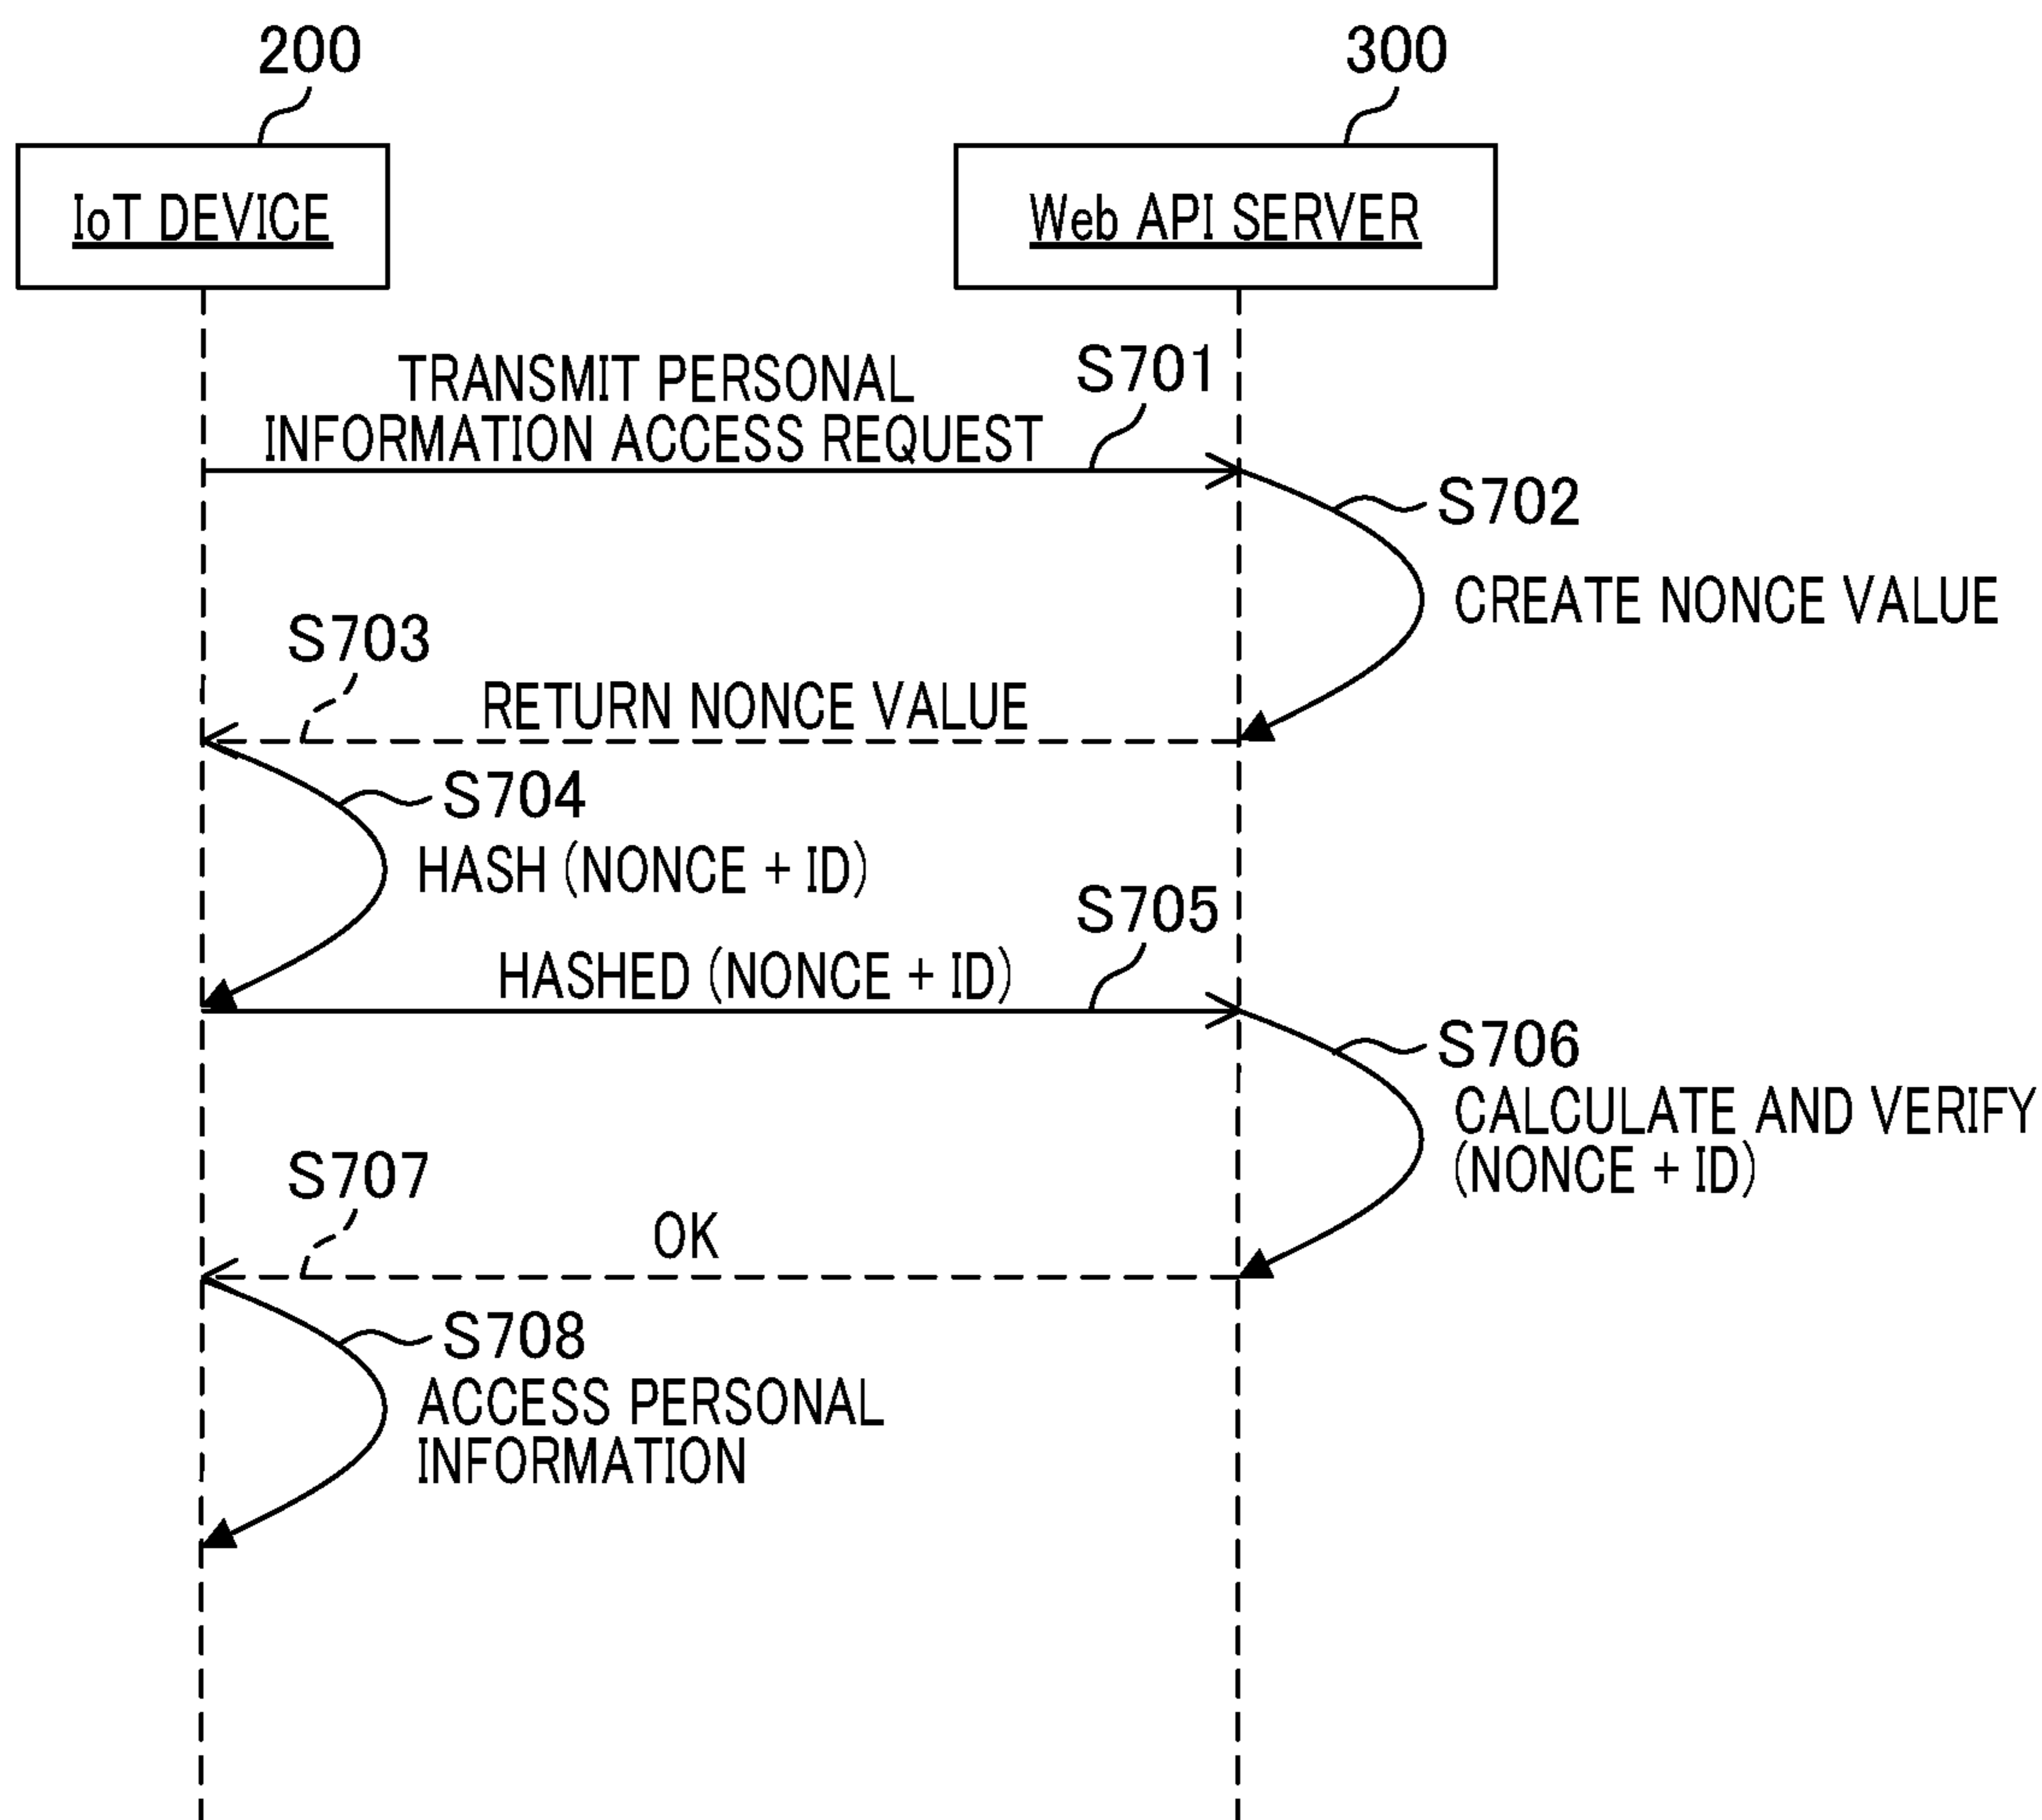 200
300
IoT DEVICE
Web API SERVER
TRANSMIT PERSONAL
INFORMATION ACCESS REQUEST
S701
S702
CREATE NONCE VALUE
S703
RETURN NONCE VALUE
S704
HASH (NONCE + ID)
S705
HASHED (NONCE + ID)
S706
CALCULATE AND VERIFY
(NONCE + ID)
S707
OK
S708
ACCESS PERSONAL
INFORMATION